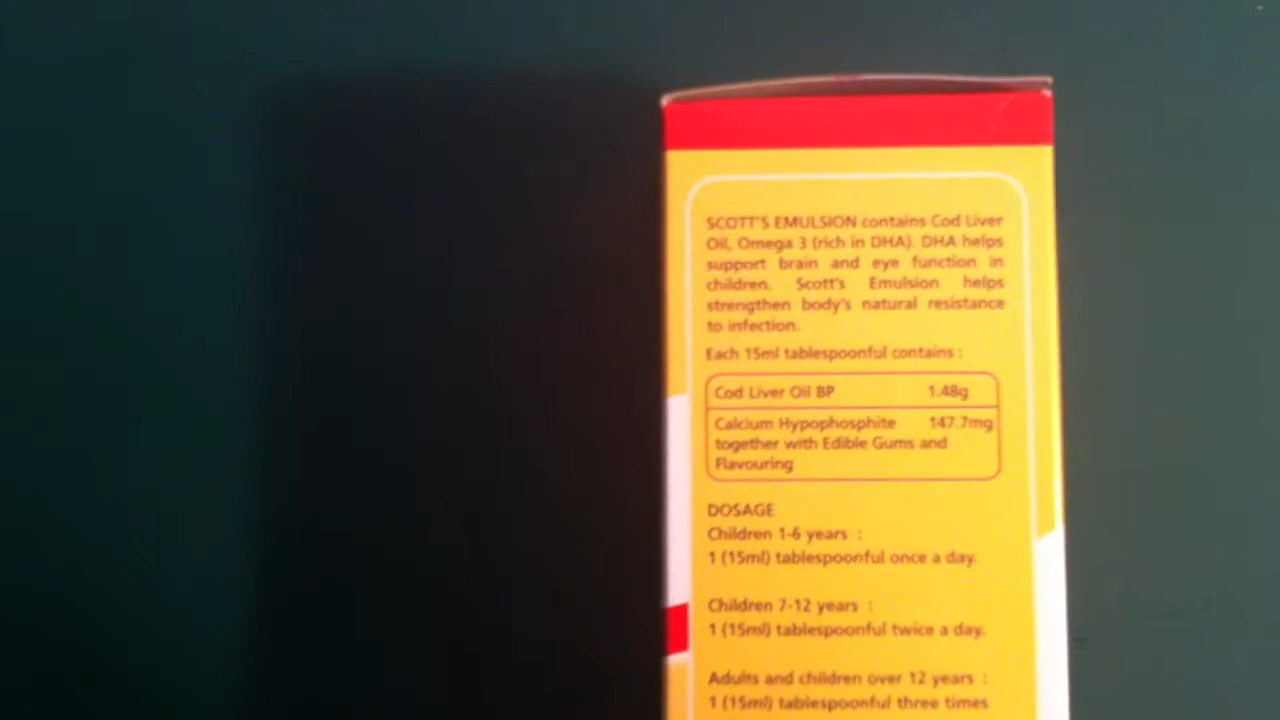 SCOTT'S EMULSION contains Cod Liver
Oil, Omega 3 (rich in DHA). DHA helps
support brain and eye function in
children. Scott's Emulsion helps
strengthen body's natural resistance
to infection.
Each 15ml tablespoonful contains :
Cod Liver Oil BP 1.48g
Calcium Hypophosphite 147.7mg
together with Edible Gums and
Flavouring
DOSAGE
Children 1-6 years :
1 (15ml) tablespoonful once a day.
Children 7-12 years :
1 (15ml) tablespoonful twice a day.
Adults and children over 12 years :
1 (15ml) tablespoonful three times